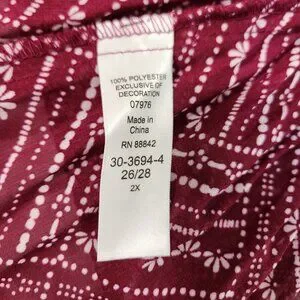 100% POLYESTER
EXCLUSIVE OF
DECORATION
07976
Made in
China
RN 88842
30-3694-4
26/28
2X